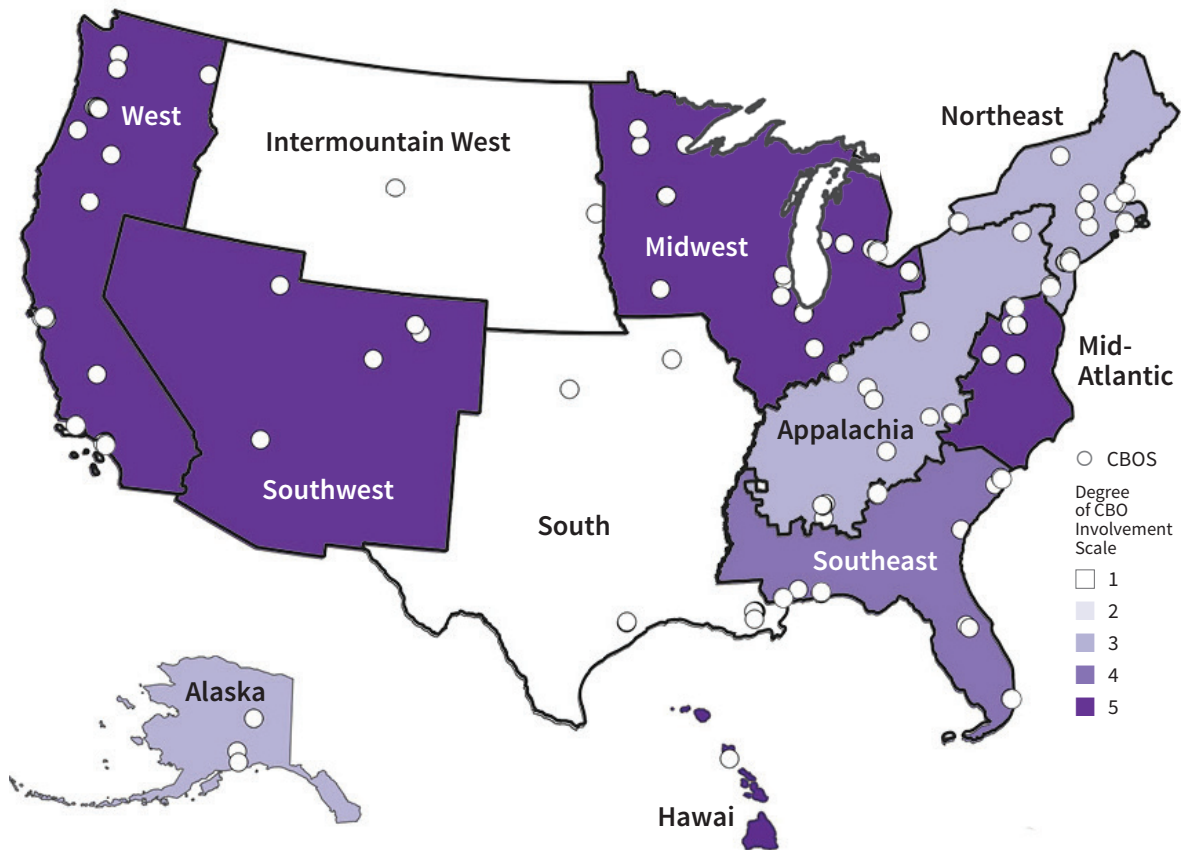 Northeast
West
Intermountain West
Midwest
Mid-
Atlantic
Appalachia
CBOS
Southwest
Degree
of CBO
Involvement
Scale
South
Southeast
1
2
3
4
5
Alaska
Hawai